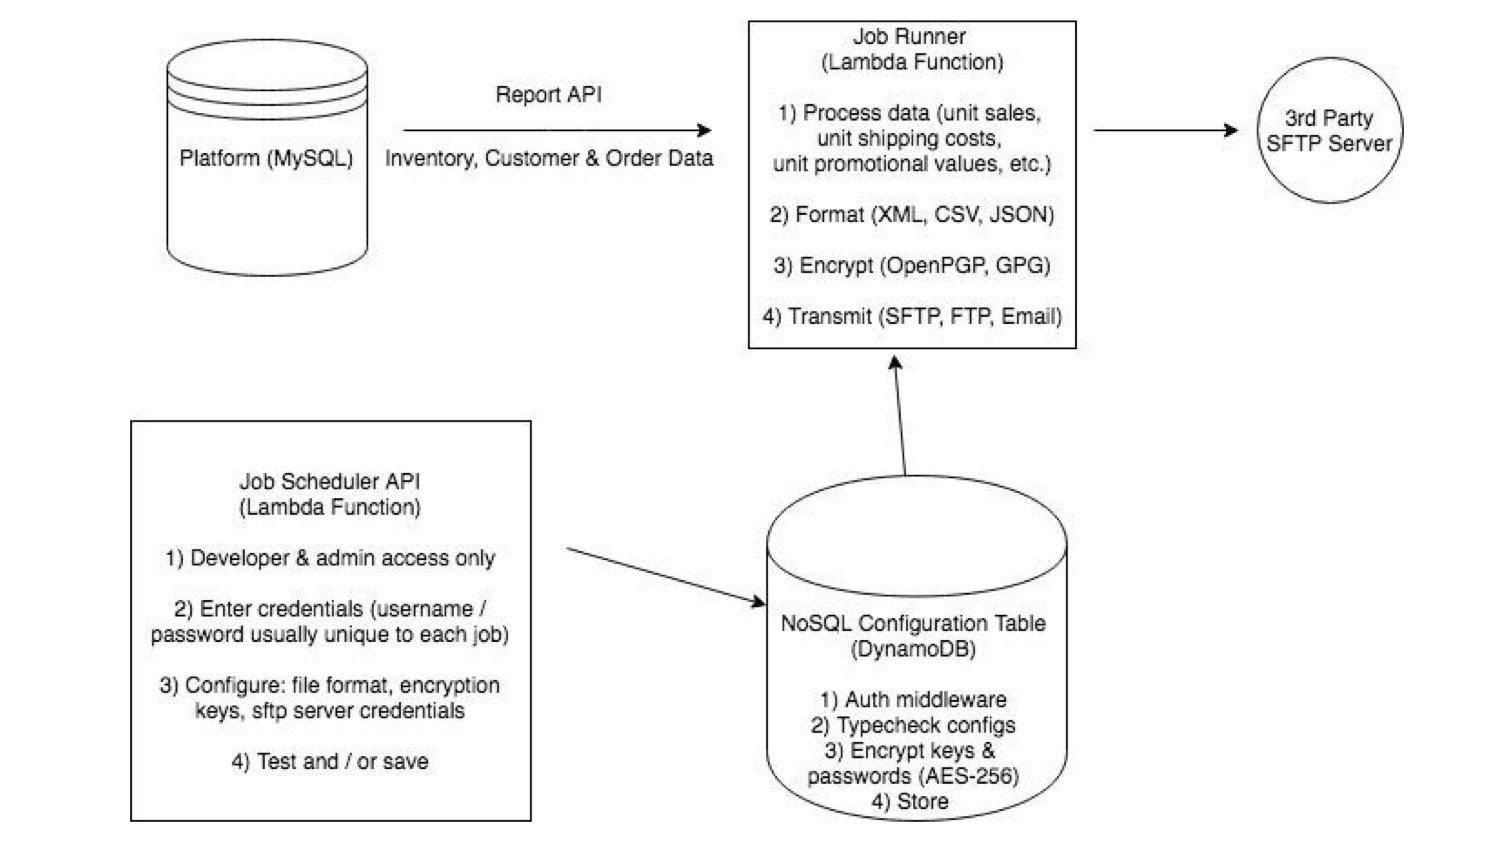 Platform (MySQL)
Report API
Inventory, Customer & Order Data
Job Runner
(Lambda Function)
1) Process data (unit sales,
unit shipping costs,
unit promotional values, etc.)
2) Format (XML, CSV, JSON)
3) Encrypt (OpenPGP, GPG)
4) Transmit (SFTP, FTP, Email)
3rd Party
SFTP Server
Job Scheduler API
(Lambda Function)
1) Developer & admin access only
2) Enter credentials (username /
password usually unique to each job)
3) Configure: file format, encryption
keys, sftp server credentials
4) Test and / or save
NoSQL Configuration Table
(DynamoDB)
1) Auth middleware
2) Typecheck configs
3) Encrypt keys &
passwords (AES-256)
4) Store